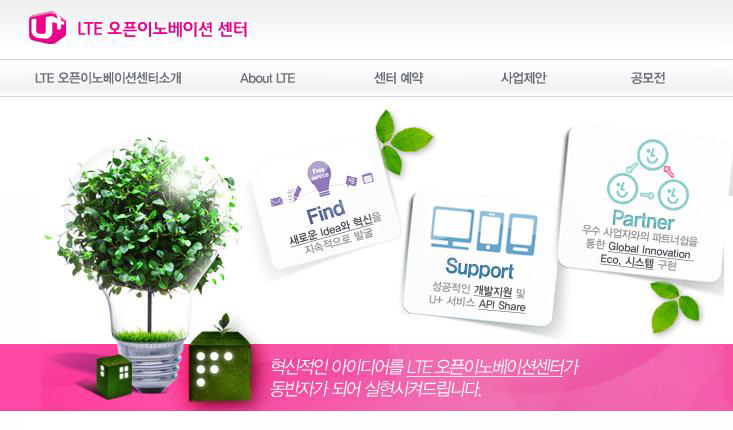 U+ LTE 오픈이노베이션 센터
LTE 오픈이노베이션센터소개
About LTE
센터 예약
사업제안
공모전
Free service
Find
새로운 Idea와 혁신을
지속적으로 발굴
Support
성공적인 개발지원 및
U+ 서비스 API Share
Partner
우수 사업자와의 파트너쉽을
통한 Global Innovation
Eco. 시스템 구현
혁신적인 아이디어를 LTE 오픈이노베이션센터가
동반자가 되어 실현시켜드립니다.